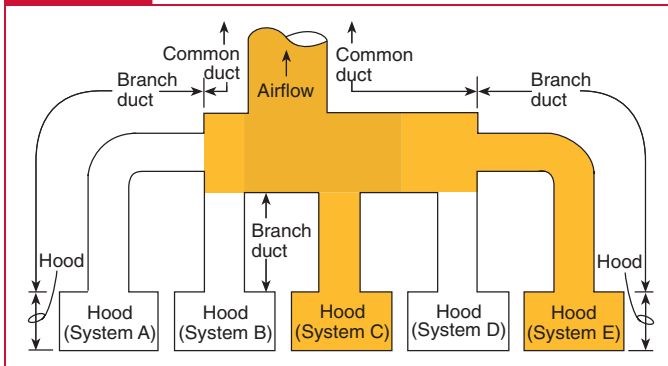 Common
duct
Common
duct
Branch
duct
Airflow
Branch
duct
Branch
duct
Hood
Hood
Hood
(System A)
Hood
(System B)
Hood
(System C)
Hood
(System D)
Hood
(System E)